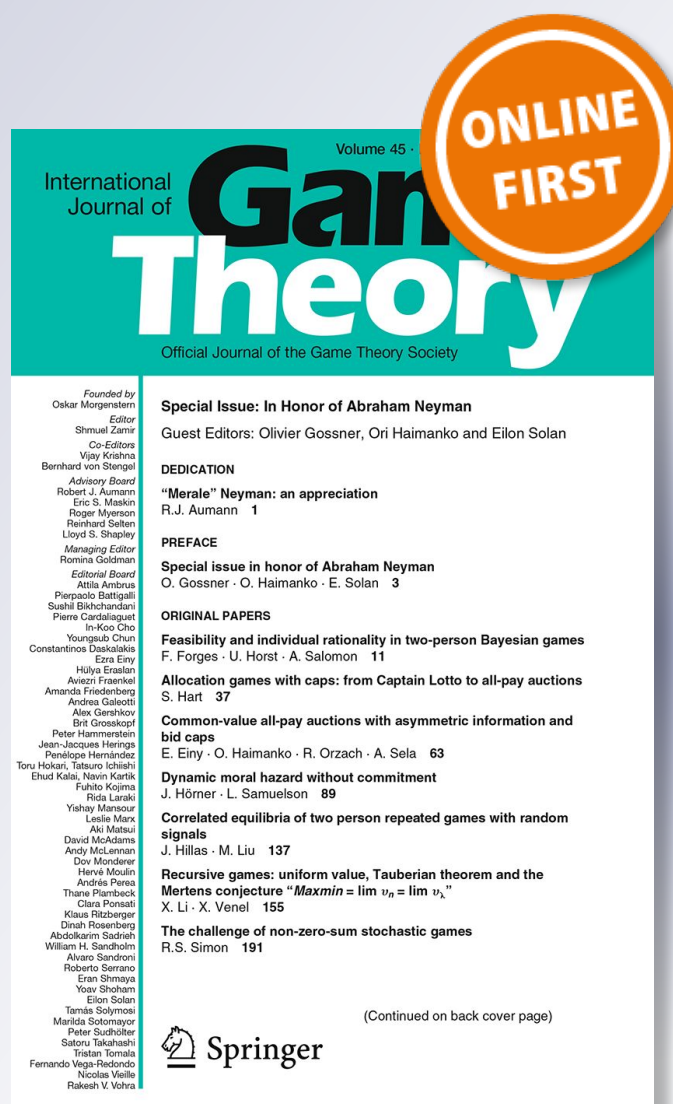 ONLINE
FIRST
Volume 45 ·
International
Journal of
Theory
Official Journal of the Game Theory Society
Founded by
Oskar Morgenstern
Editor
Shmuel Zamir
Co-Editors
Vijay Krishna
Bernhard von Stengel
Advisory Board
Robert J. Aumann
Eric S. Maskin
Roger Myerson
Reinhard Selten
Lloyd S. Shapley
Managing Editor
Romina Goldman
Editorial Board
Attila Ambrus
Pierpaolo Battigalli
Sushil Bikhchandani
Pierre Cardaliaguet
In-Koo Cho
Youngsub Chun
Constantinos Daskalakis
Ezra Einy
Hülya Eraslan
Aviezri Fraenkel
Amanda Friedenberg
Andrea Galeotti
Alex Gershkov
Brit Grosskopf
Peter Hammerstein
Jean-Jacques Herings
Penélope Hernández
Toru Hokari, Tatsuro Ichiishi
Ehud Kalai, Navin Kartik
Fuhito Kojima
Rida Laraki
Yishay Mansour
Leslie Marx
Aki Matsui
David McAdams
Andy McLennan
Dov Monderer
Hervé Moulin
Andrés Perea
Thane Plambeck
Clara Ponsati
Klaus Ritzberger
Dinah Rosenberg
Abdolkarim Sadrieh
William H. Sandholm
Alvaro Sandroni
Roberto Serrano
Eran Shmaya
Yoav Shoham
Eilon Solan
Tamás Solymosi
Marilda Sotomayor
Peter Sudhölter
Satoru Takahashi
Tristan Tomala
Fernando Vega-Redondo
Nicolas Vieille
Rakesh V. Vohra
Special Issue: In Honor of Abraham Neyman
Guest Editors: Olivier Gossner, Ori Haimanko and Eilon Solan
DEDICATION
“Merale” Neyman: an appreciation
R.J. Aumann 1
PREFACE
Special issue in honor of Abraham Neyman
O. Gossner · O. Haimanko · E. Solan 3
ORIGINAL PAPERS
Feasibility and individual rationality in two-person Bayesian games
F. Forges · U. Horst · A. Salomon 11
Allocation games with caps: from Captain Lotto to all-pay auctions
S. Hart 37
Common-value all-pay auctions with asymmetric information and
bid caps
E. Einy · O. Haimanko · R. Orzach · A. Sela 63
Dynamic moral hazard without commitment
J. Hörner · L. Samuelson 89
Correlated equilibria of two person repeated games with random
signals
J. Hillas · M. Liu 137
Recursive games: uniform value, Tauberian theorem and the
Mertens conjecture “Maxmin = lim vₙ = lim v_λ”
X. Li · X. Venel 155
The challenge of non-zero-sum stochastic games
R.S. Simon 191
(Continued on back cover page)
Springer